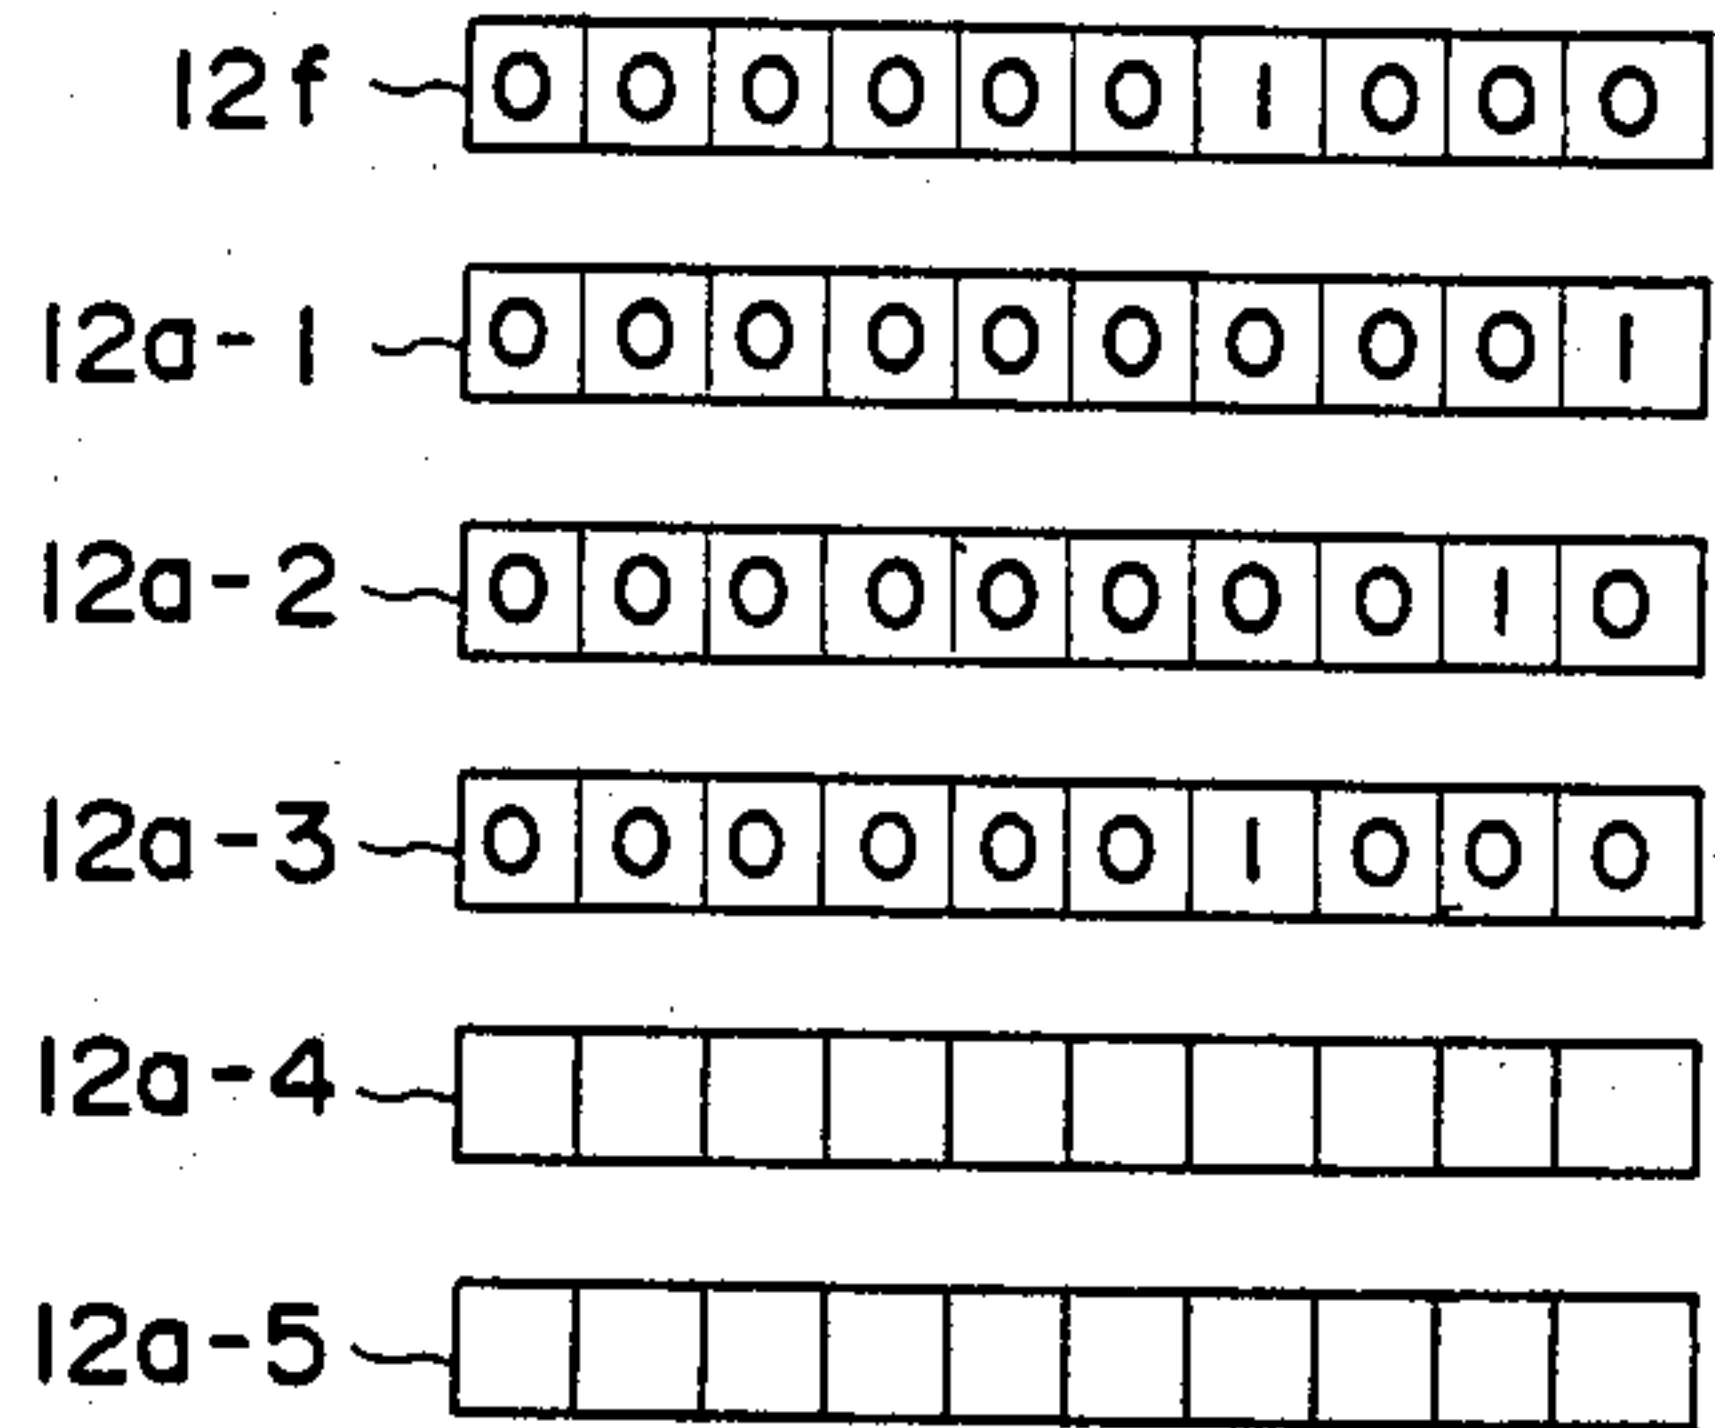 12f 0 0 0 0 0 0 1 0 0 0
12a-1 0 0 0 0 0 0 0 0 0 1
12a-2 0 0 0 0 0 0 0 0 1 0
12a-3 0 0 0 0 0 0 1 0 0 0
12a-4
12a-5